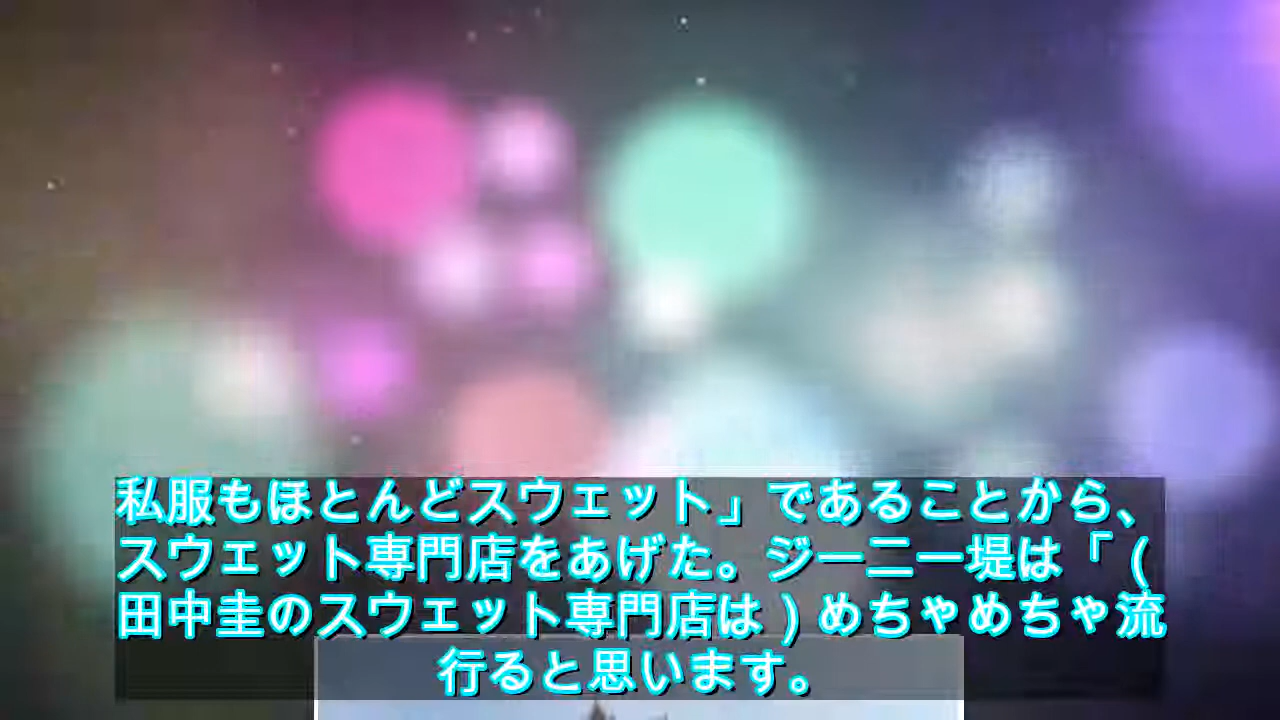 私服もほとんどスウェット」であることから、
スウェット専門店をあげた。ジーニー堤は「（
田中圭のスウェット専門店は）めちゃめちゃ流
行ると思います。